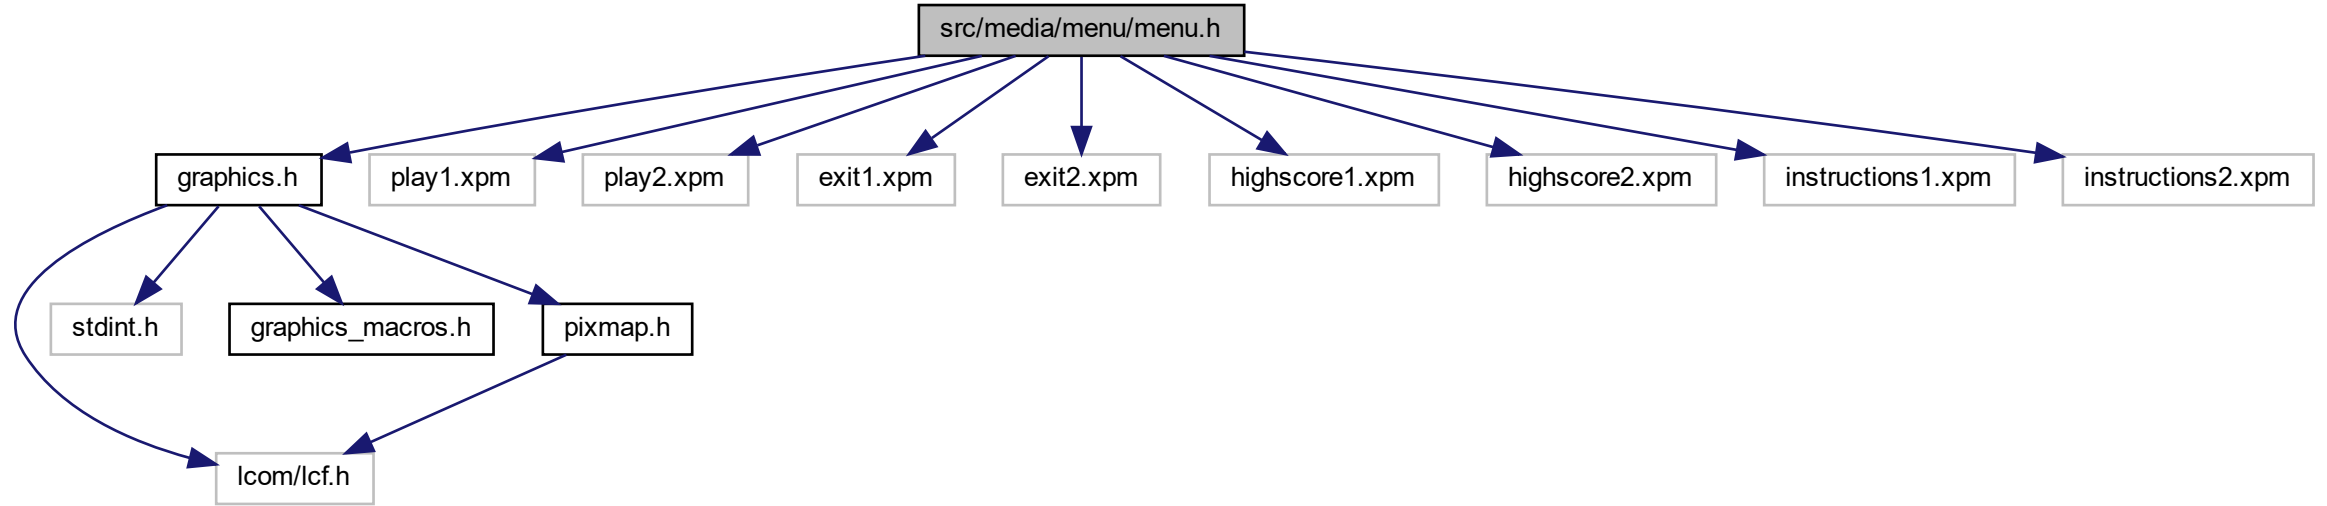 src/media/menu/menu.h
graphics.h
play1.xpm
play2.xpm
exit1.xpm
exit2.xpm
highscore1.xpm
highscore2.xpm
instructions1.xpm
instructions2.xpm
stdint.h
graphics_macros.h
pixmap.h
lcom/lcf.h